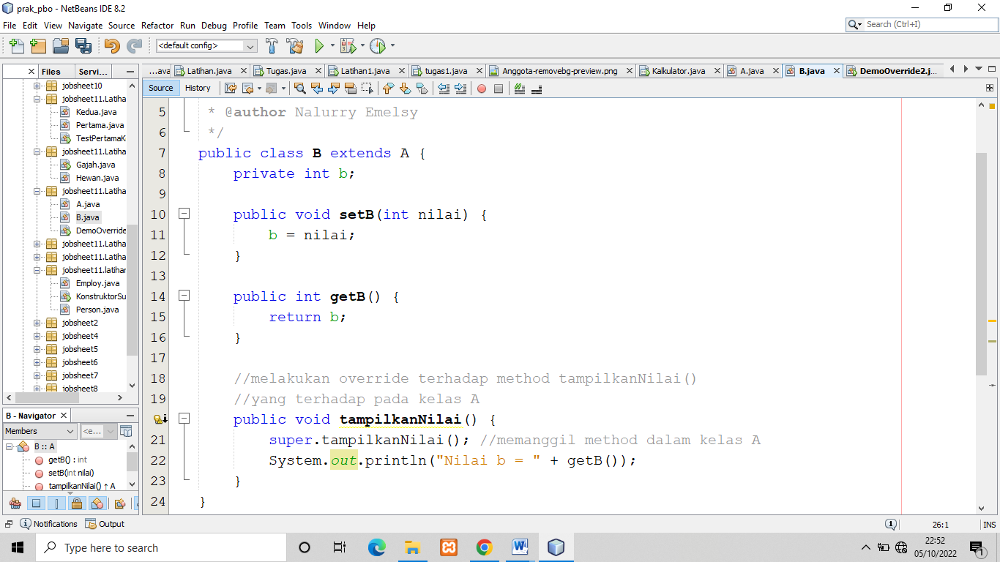 prak_pbo - NetBeans IDE 8.2
File Edit View Navigate Source Refactor Run Debug Profile Team Tools Window Help
Search (Ctrl+I)
<default config>
Files Servi...
...ava Latihan.java Tugas.java Latihan1.java tugas1.java Anggota-removebg-preview.png Kalkulator.java A.java B.java DemoOverride2.j...
Source History
jobsheet10
jobsheet11.Latiha
Kedua.java
Pertama.java
TestPertamaK
jobsheet11.Latiha
Gajah.java
Hewan.java
jobsheet11.Latiha
A.java
B.java
DemoOverride
jobsheet11.Latiha
jobsheet11.Latiha
jobsheet11.latihar
Employ.java
KonstruktorSu
Person.java
jobsheet2
jobsheet4
jobsheet5
jobsheet6
jobsheet7
jobsheet8
B - Navigator
Members <e...
B :: A
getB() : int
setB(int nilai)
tampilkanNilai() ↑ A
5 * @author Nalurry Emelsy
6 */
7 public class B extends A {
8 private int b;
9
10 public void setB(int nilai) {
11 b = nilai;
12 }
13
14 public int getB() {
15 return b;
16 }
17
18 //melakukan override terhadap method tampilkanNilai()
19 //yang terhadap pada kelas A
public void tampilkanNilai() {
21 super.tampilkanNilai(); //memanggil method dalam kelas A
22 System.out.println("Nilai b = " + getB());
23 }
24 }
Notifications Output
1 26:1 INS
Type here to search
22:52
05/10/2022
1